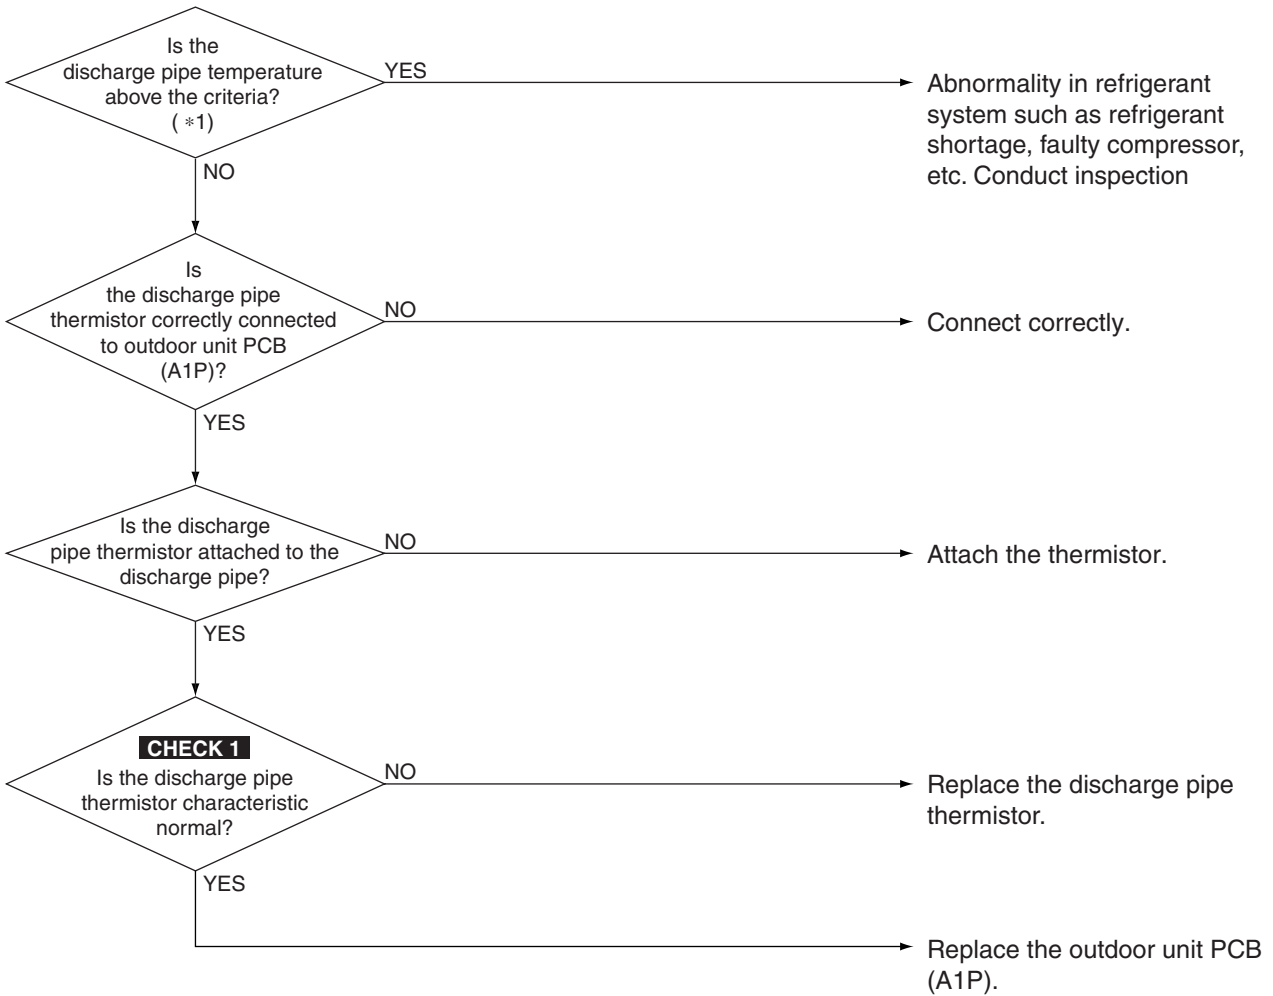 Is the
discharge pipe temperature
above the criteria?
( *1)
YES
Abnormality in refrigerant
system such as refrigerant
shortage, faulty compressor,
etc. Conduct inspection
NO
Is
the discharge pipe
thermistor correctly connected
to outdoor unit PCB
(A1P)?
NO
Connect correctly.
YES
Is the discharge
pipe thermistor attached to the
discharge pipe?
NO
Attach the thermistor.
YES
CHECK 1
Is the discharge pipe
thermistor characteristic
normal?
NO
Replace the discharge pipe
thermistor.
YES
Replace the outdoor unit PCB
(A1P).